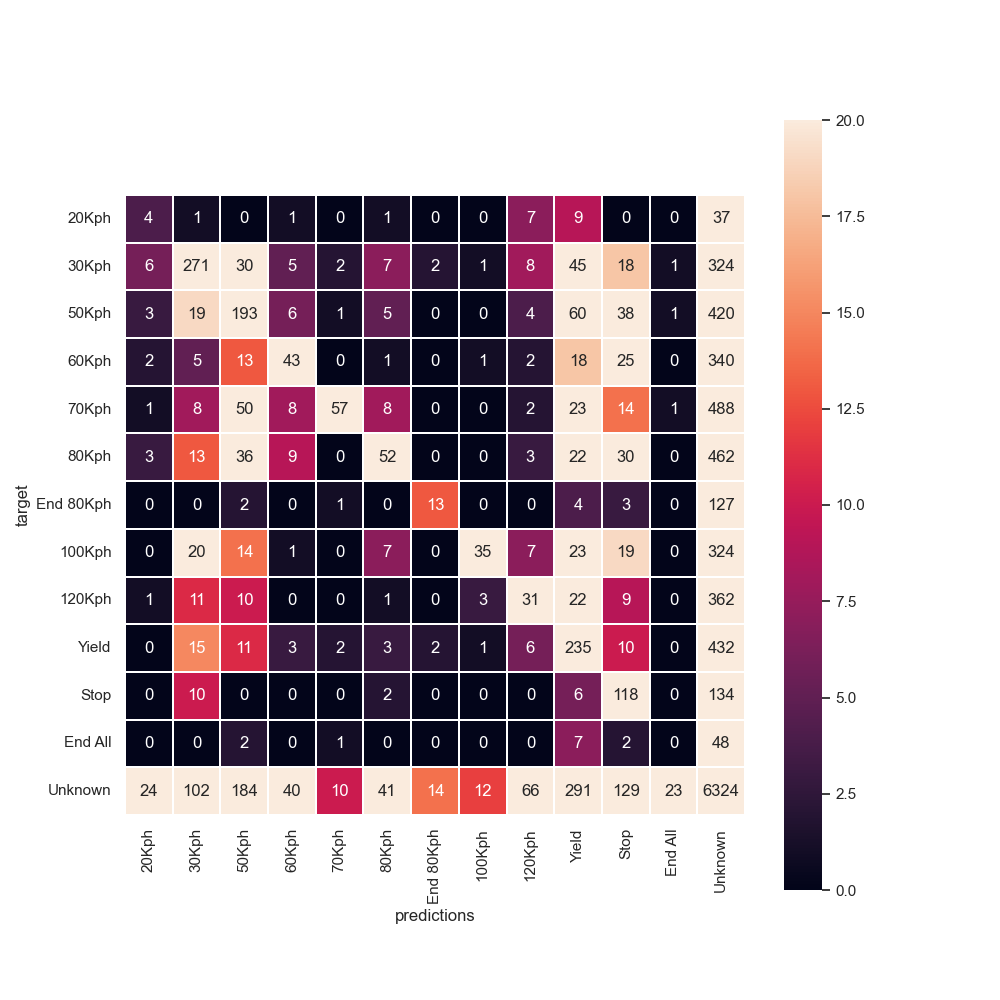 20Kph 4 1 0 1 0 1 0 0 7 9 0 0 37
30Kph 6 271 30 5 2 7 2 1 8 45 18 1 324
50Kph 3 19 193 6 1 5 0 0 4 60 38 1 420
60Kph 2 5 13 43 0 1 0 1 2 18 25 0 340
70Kph 1 8 50 8 57 8 0 0 2 23 14 1 488
80Kph 3 13 36 9 0 52 0 0 3 22 30 0 462
End 80Kph 0 0 2 0 1 0 13 0 0 4 3 0 127
100Kph 0 20 14 1 0 7 0 35 7 23 19 0 324
120Kph 1 11 10 0 0 1 0 3 31 22 9 0 362
Yield 0 15 11 3 2 3 2 1 6 235 10 0 432
Stop 0 10 0 0 0 2 0 0 0 6 118 0 134
End All 0 0 2 0 1 0 0 0 0 7 2 0 48
Unknown 24 102 184 40 10 41 14 12 66 291 129 23 6324
20Kph 30Kph 50Kph 60Kph 70Kph 80Kph End 80Kph 100Kph 120Kph Yield Stop End All Unknown
predictions
target
20.0
17.5
15.0
12.5
10.0
7.5
5.0
2.5
0.0